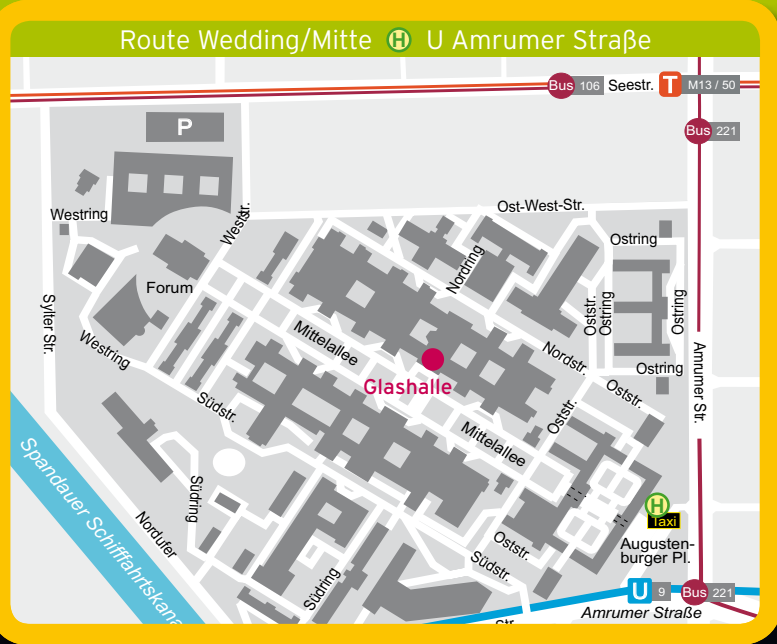 Route Wedding/Mitte H U Amrumer Straße
Bus 106 Seestr. T M13 / 50
Bus 221
P
Westring
Weststr.
Ost-West-Str.
Ostring
Nordring
Forum
Sylter Str.
Oststr.
Ostring
Ostring
Mittelallee
Westring
Nordstr.
Ostring
Amrumer Str.
Glashalle
Oststr.
Südstr.
Oststr.
Mittelallee
Spandauer Schifffahrtskana
Südring
Nordufer
H
Taxi
Augusten-
burger Pl.
Oststr.
Südstr.
Südring
U 9 Bus 221
Amrumer Straße
Str.